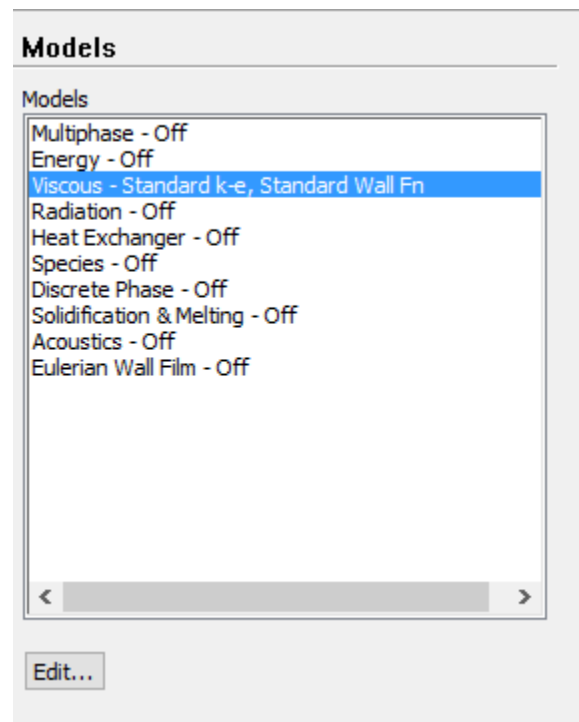 Models
Models
Multiphase - Off
Energy - Off
Viscous - Standard k-e, Standard Wall Fn
Radiation - Off
Heat Exchanger - Off
Species - Off
Discrete Phase - Off
Solidification & Melting - Off
Acoustics - Off
Eulerian Wall Film - Off
Edit...